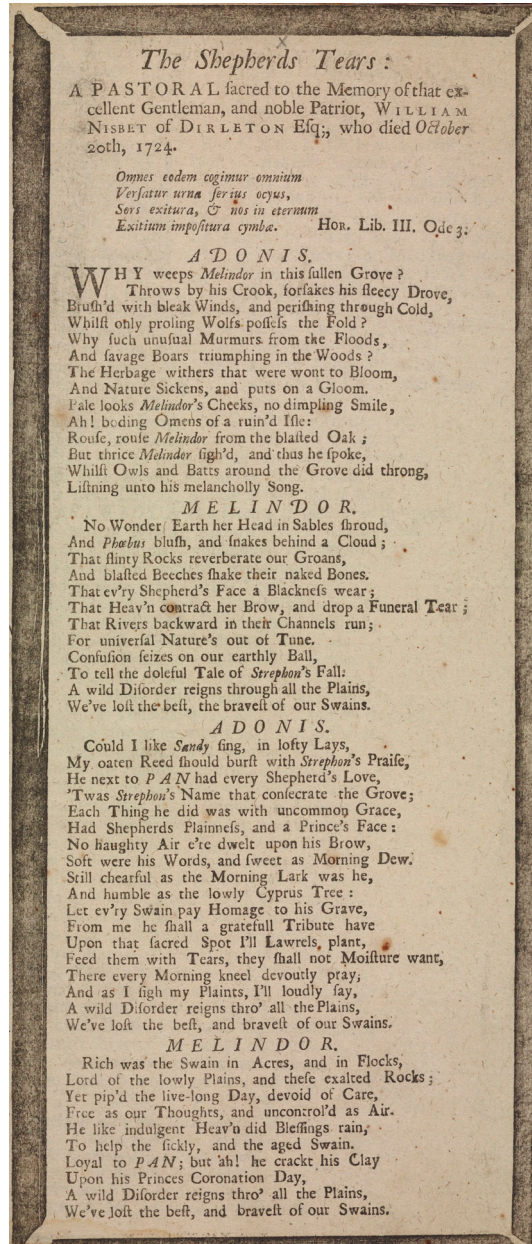 The Shepherds Tears:
A PASTORAL ſacred to the Memory of that ex-
cellent Gentleman, and noble Patriot, WILLIAM
NISBET of DIRLETON Eſq;, who died October
20th, 1724.
Omnes eodem cogimur omnium
Verſatur urna ſerius ocyus,
Sors exitura, & nos in eternum
Exitium impoſitura cymbæ. HOR. Lib. III. Ode 3.
ADONIS.
WHY weeps Melindor in this ſullen Grove?
Throws by his Crook, forſakes his fleecy Drove,
Bruſh'd with bleak Winds, and periſhing through Cold,
Whilſt only proling Wolfs poſſeſs the Fold?
Why ſuch unuſual Murmurs from the Floods,
And ſavage Boars triumphing in the Woods?
The Herbage withers that were wont to Bloom,
And Nature Sickens, and puts on a Gloom.
Pale looks Melindor's Cheeks, no dimpling Smile,
Ah! boding Omens of a ruin'd Iſle:
Rouſe, rouſe Melindor from the blaſted Oak;
But thrice Melindor ſigh'd, and thus he ſpoke,
Whilſt Owls and Batts around the Grove did throng,
Liſtning unto his melancholly Song.
MELINDOR.
No Wonder Earth her Head in Sables ſhroud,
And Phœbus bluſh, and ſnakes behind a Cloud;
That flinty Rocks reverberate our Groans,
And blaſted Beeches ſhake their naked Bones.
That ev'ry Shepherd's Face a Blackneſs wear;
That Heav'n contract her Brow, and drop a Funeral Tear;
That Rivers backward in their Channels run;
For univerſal Nature's out of Tune.
Confuſion ſeizes on our earthly Ball,
To tell the doleful Tale of Strephon's Fall:
A wild Diſorder reigns through all the Plains,
We've loſt the beſt, the braveſt of our Swains.
ADONIS.
Could I like Sandy ſing, in lofty Lays,
My oaten Reed ſhould burſt with Strephon's Praiſe,
He next to PAN had every Shepherd's Love,
'Twas Strephon's Name that conſecrate the Grove;
Each Thing he did was with uncommon Grace,
Had Shepherds Plainneſs, and a Prince's Face:
No haughty Air e're dwelt upon his Brow,
Soft were his Words, and ſweet as Morning Dew.
Still chearful as the Morning Lark was he,
And humble as the lowly Cyprus Tree:
Let ev'ry Swain pay Homage to his Grave,
From me he ſhall a gratefull Tribute have
Upon that ſacred Spot I'll Lawrels plant,
Feed them with Tears, they ſhall not Moiſture want,
There every Morning kneel devoutly pray;
And as I ſigh my Plaints, I'll loudly ſay,
A wild Diſorder reigns thro' all the Plains,
We've loſt the beſt, and braveſt of our Swains.
MELINDOR.
Rich was the Swain in Acres, and in Flocks,
Lord of the lowly Plains, and theſe exalted Rocks;
Yet pip'd the live-long Day, devoid of Care,
Free as our Thoughts, and uncontrol'd as Air.
He like indulgent Heav'n did Bleſſings rain,
To help the ſickly, and the aged Swain.
Loyal to PAN; but ah! he crackt his Clay
Upon his Princes Coronation Day,
A wild Diſorder reigns thro' all the Plains,
We've loſt the beſt, and braveſt of our Swains.